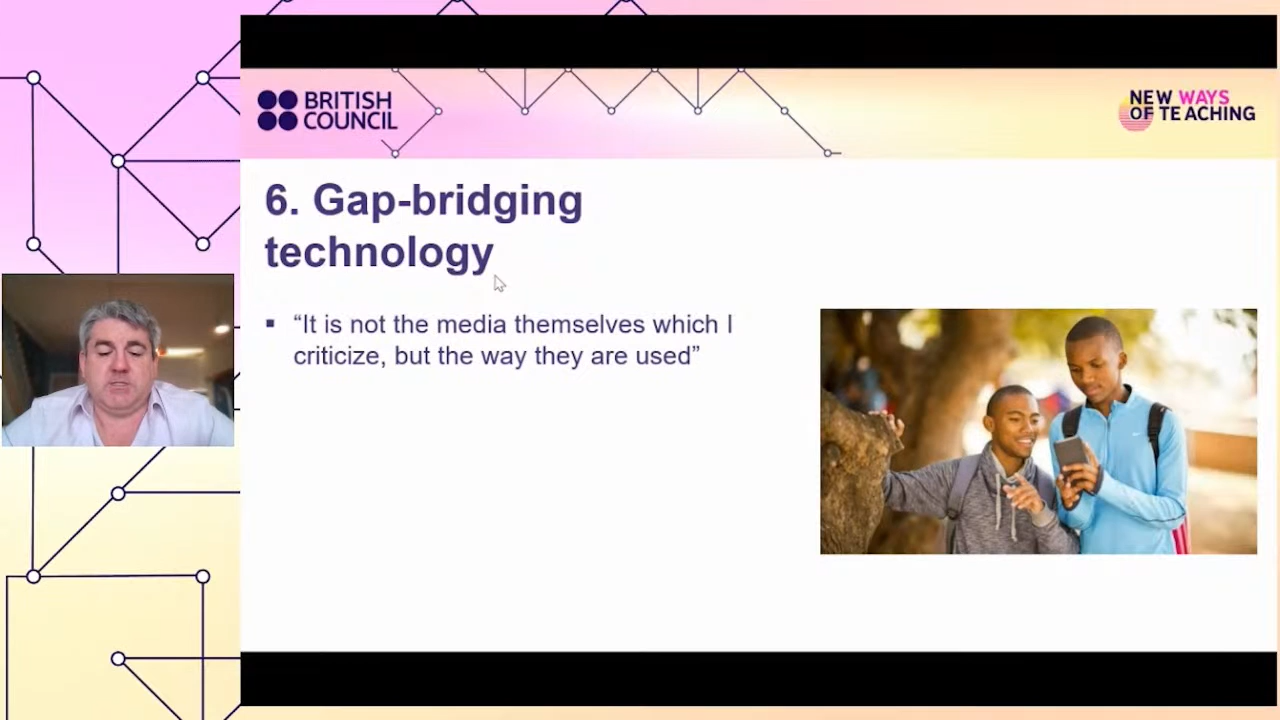 BRITISH
COUNCIL
NEW WAYS
OF TEACHING
6. Gap-bridging
technology
▪ “It is not the media themselves which I
criticize, but the way they are used”